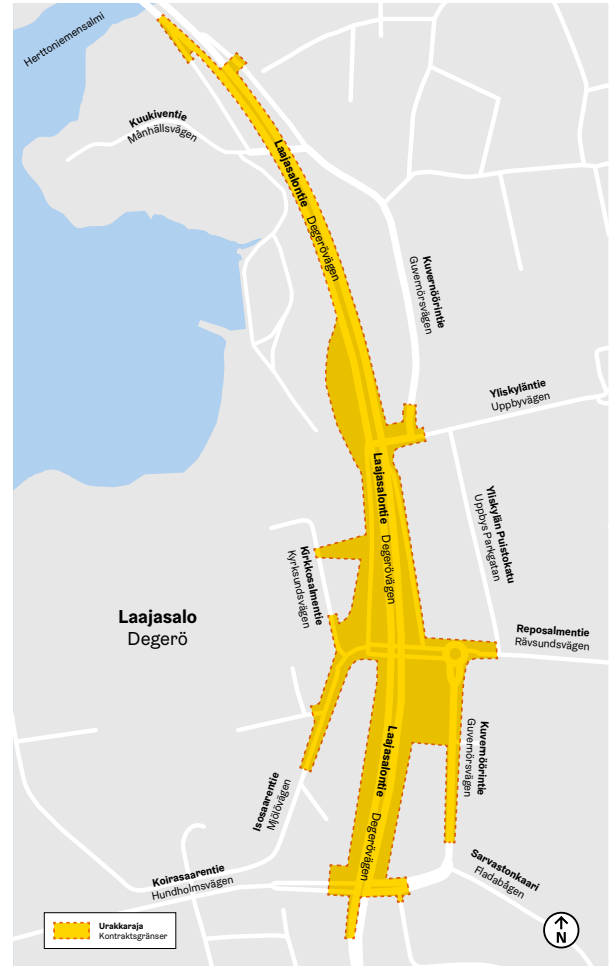 Herttoniemensalmi
Kuukiventie
Månhällsvägen
Laajasalontie Degerövägen
Kuvernöörintie
Guvernörsvägen
Yliskyläntie
Uppbyvägen
Laajasalontie Degerövägen
Yliskylän Puistokatu
Uppbys Parkgatan
Kirkkosalmentie
Kyrksundsvägen
Laajasalo
Degerö
Reposalmentie
Rävsundsvägen
Kuvernöörintie
Guvernörsvägen
Laajasalontie Degerövägen
Isosaarentie
Mjölövägen
Koirasaarentie
Hundholmsvägen
Sarvastonkaari
Fladabågen
Urakkaraja
Kontraktsgränser
N